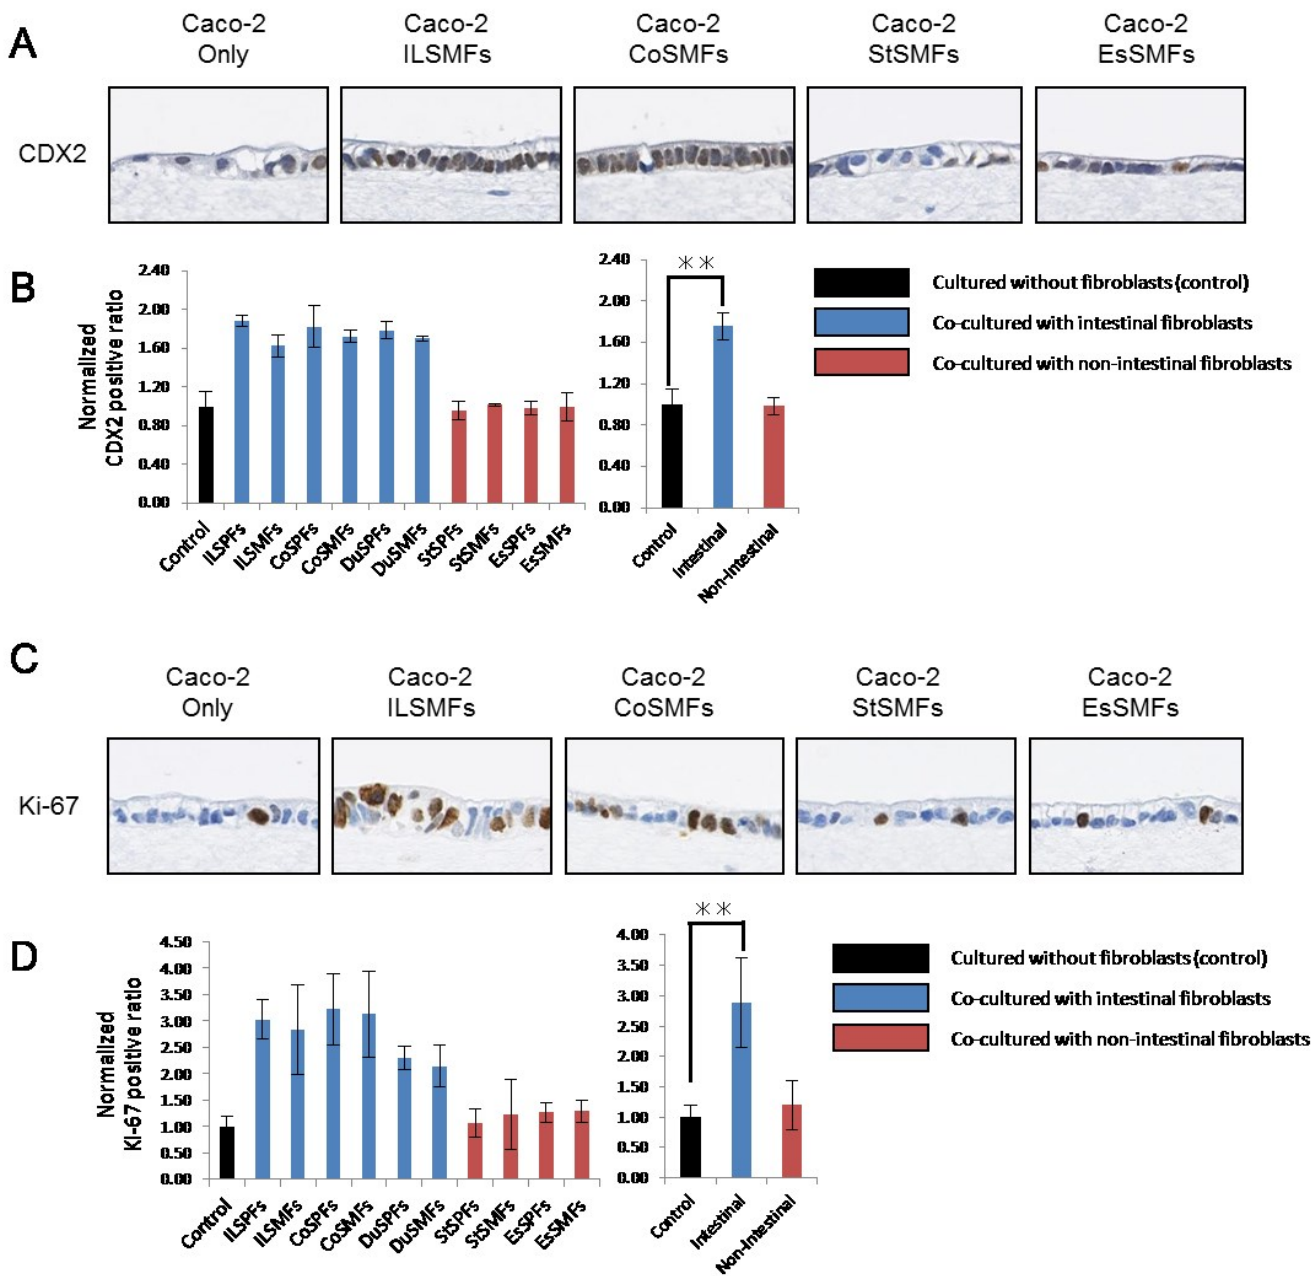 A
Caco-2
Only
Caco-2
ILSMFs
Caco-2
CoSMFs
Caco-2
StSMFs
Caco-2
EsSMFs
CDX2
B
Normalized
CDX2 positive ratio
2.40
2.00
1.60
1.20
0.80
0.40
0.00
Control
ILSPFs
ILSMFs
CoSPFs
CoSMFs
DuSPFs
DuSMFs
StSPFs
StSMFs
EsSPFs
EsSMFs
2.40
2.00
1.60
1.20
0.80
0.40
0.00
**
Control
Intestinal
Non-Intestinal
Cultured without fibroblasts (control)
Co-cultured with intestinal fibroblasts
Co-cultured with non-intestinal fibroblasts
C
Caco-2
Only
Caco-2
ILSMFs
Caco-2
CoSMFs
Caco-2
StSMFs
Caco-2
EsSMFs
Ki-67
D
Normalized
KI-67 positive ratio
4.50
4.00
3.50
3.00
2.50
2.00
1.50
1.00
0.50
0.00
Control
ILSPFs
ILSMFs
CoSPFs
CoSMFs
DuSPFs
DuSMFs
StSPFs
StSMFs
EsSPFs
EsSMFs
4.00
3.50
3.00
2.50
2.00
1.50
1.00
0.50
0.00
**
Control
Intestinal
Non-Intestinal
Cultured without fibroblasts (control)
Co-cultured with intestinal fibroblasts
Co-cultured with non-intestinal fibroblasts